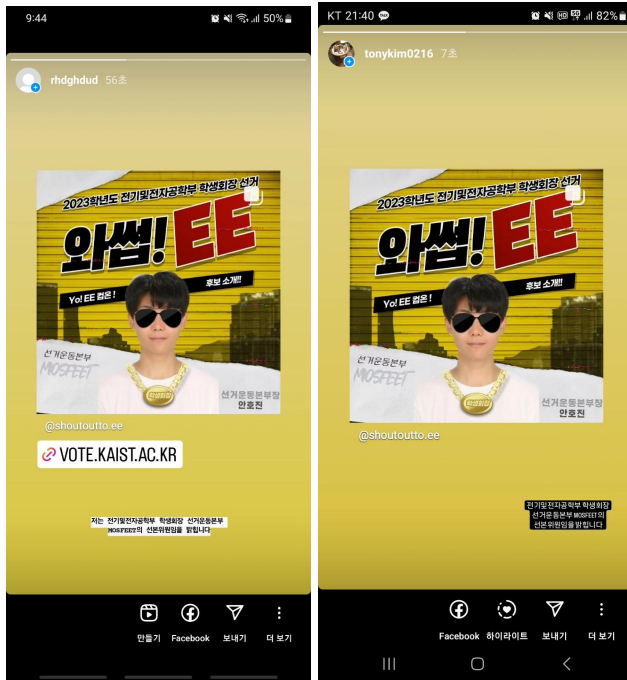 9:44
50%
rhdghdud 56초
2023학년도 전기및전자공학부 학생회장 선거
와썹! EE
Yo! EE 컴온!
후보 소개!!
선거운동본부
MOSFEET
학생회장
선거운동본부장
안호진
@shoutoutto.ee
VOTE.KAIST.AC.KR
저는 전기및전자공학부 학생회장 선거운동본부
MOSFEET의 선본위원임을 밝힙니다
만들기 Facebook 보내기 더 보기
KT 21:40
82%
tonykim0216 7초
2023학년도 전기및전자공학부 학생회장 선거
와썹! EE
Yo! EE 컴온!
후보 소개!!
선거운동본부
MOSFEET
학생회장
선거운동본부장
안호진
@shoutoutto.ee
전기및전자공학부 학생회장
선거운동본부 MOSFEET의
선본위원임을 밝힙니다
Facebook 하이라이트 보내기 더 보기